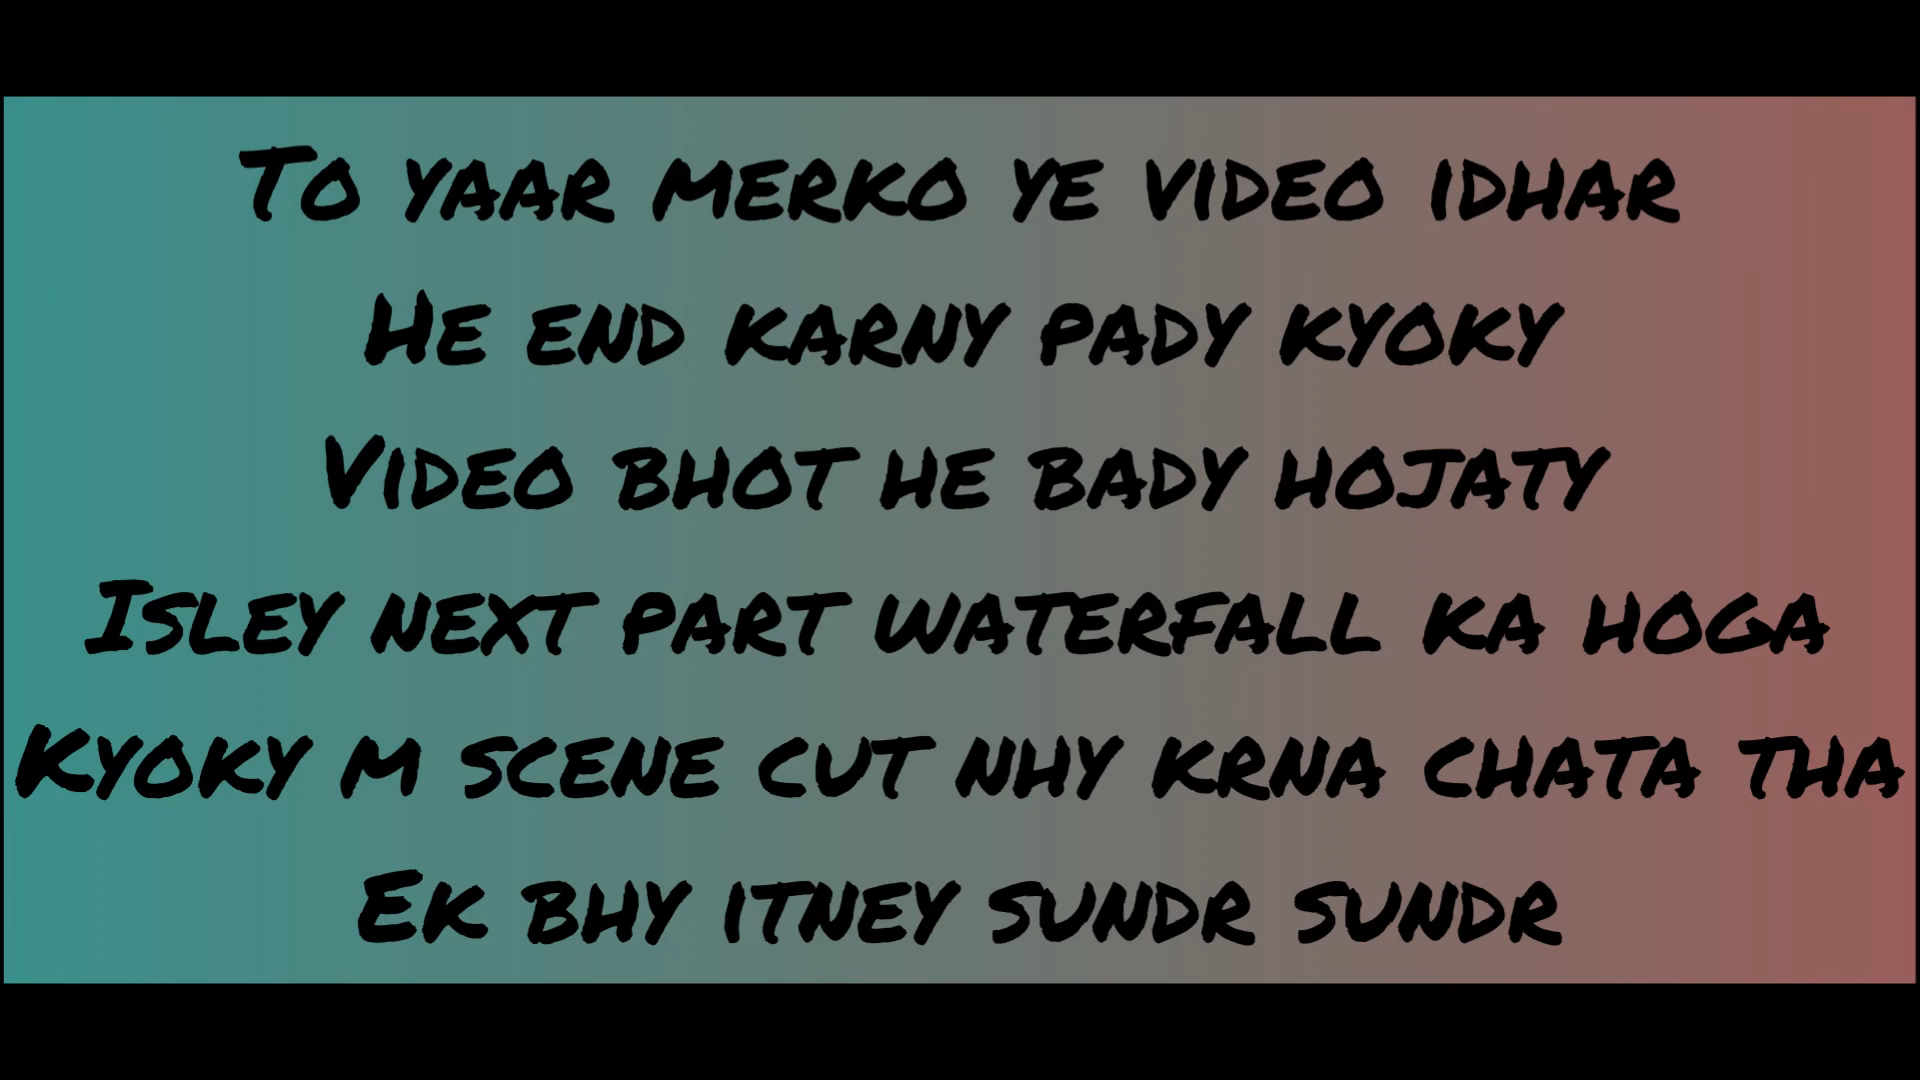 To yaar merko ye video idhar
He end karny pady kyoky
Video bhot he bady hojaty
Isley next part waterfall ka hoga
Kyoky m scene cut nhy krna chata tha
Ek bhy itney sundr sundr